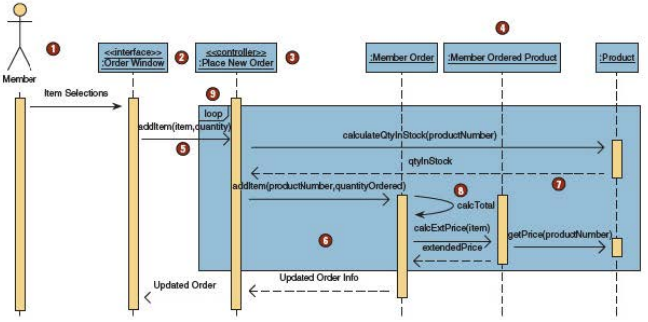 4
1
<<interface>>
:Order Window
2
<<controller>>
:Place New Order
3
:Member Order
:Member Ordered Product
:Product
Member
Item Selections
9
loop
addItem(item,quantity)
5
calculateQtyInStock(productNumber)
qtyInStock
7
addItem(productNumber,quantityOrdered)
8
calcTotal
6
calcExtPrice(item)
getPrice(productNumber)
extendedPrice
Updated Order Info
Updated Order